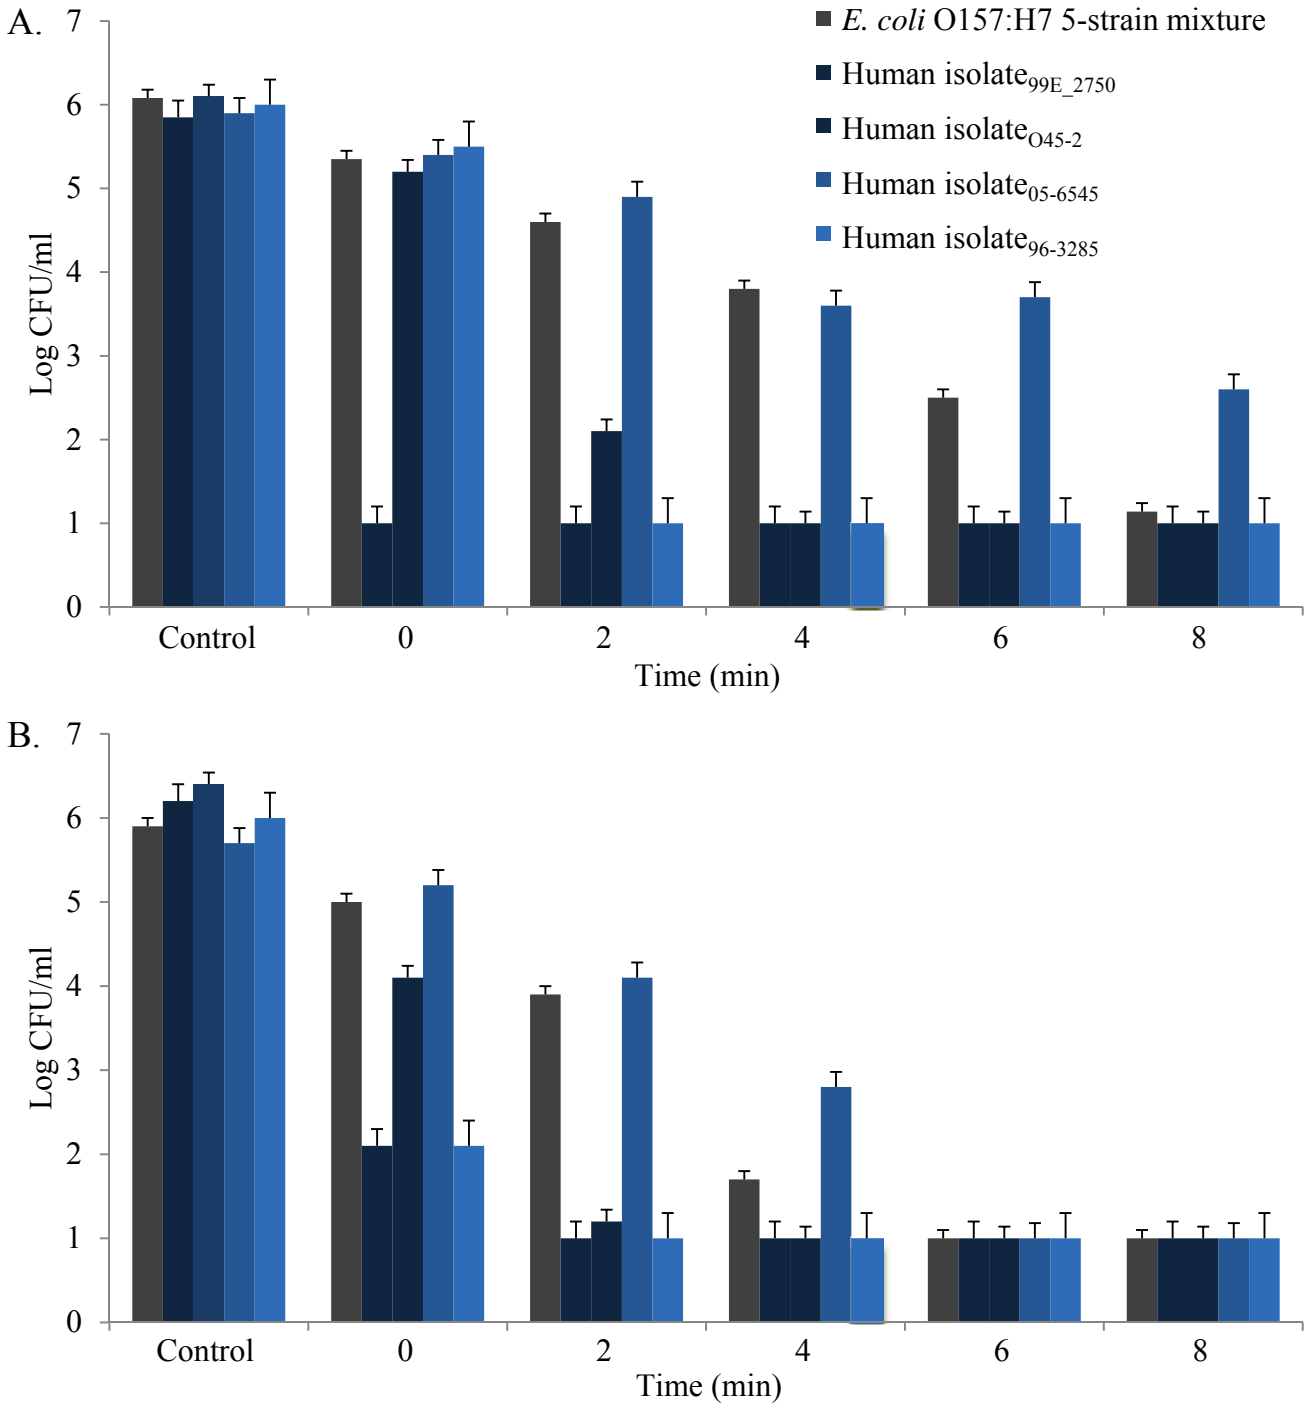 A.
E. coli O157:H7 5-strain mixture
Human isolate99E_2750
Human isolateO45-2
Human isolate05-6545
Human isolate96-3285
Log CFU/ml
7
6
5
4
3
2
1
0
Control 0 2 4 6 8
Time (min)
B.
Log CFU/ml
7
6
5
4
3
2
1
0
Control 0 2 4 6 8
Time (min)